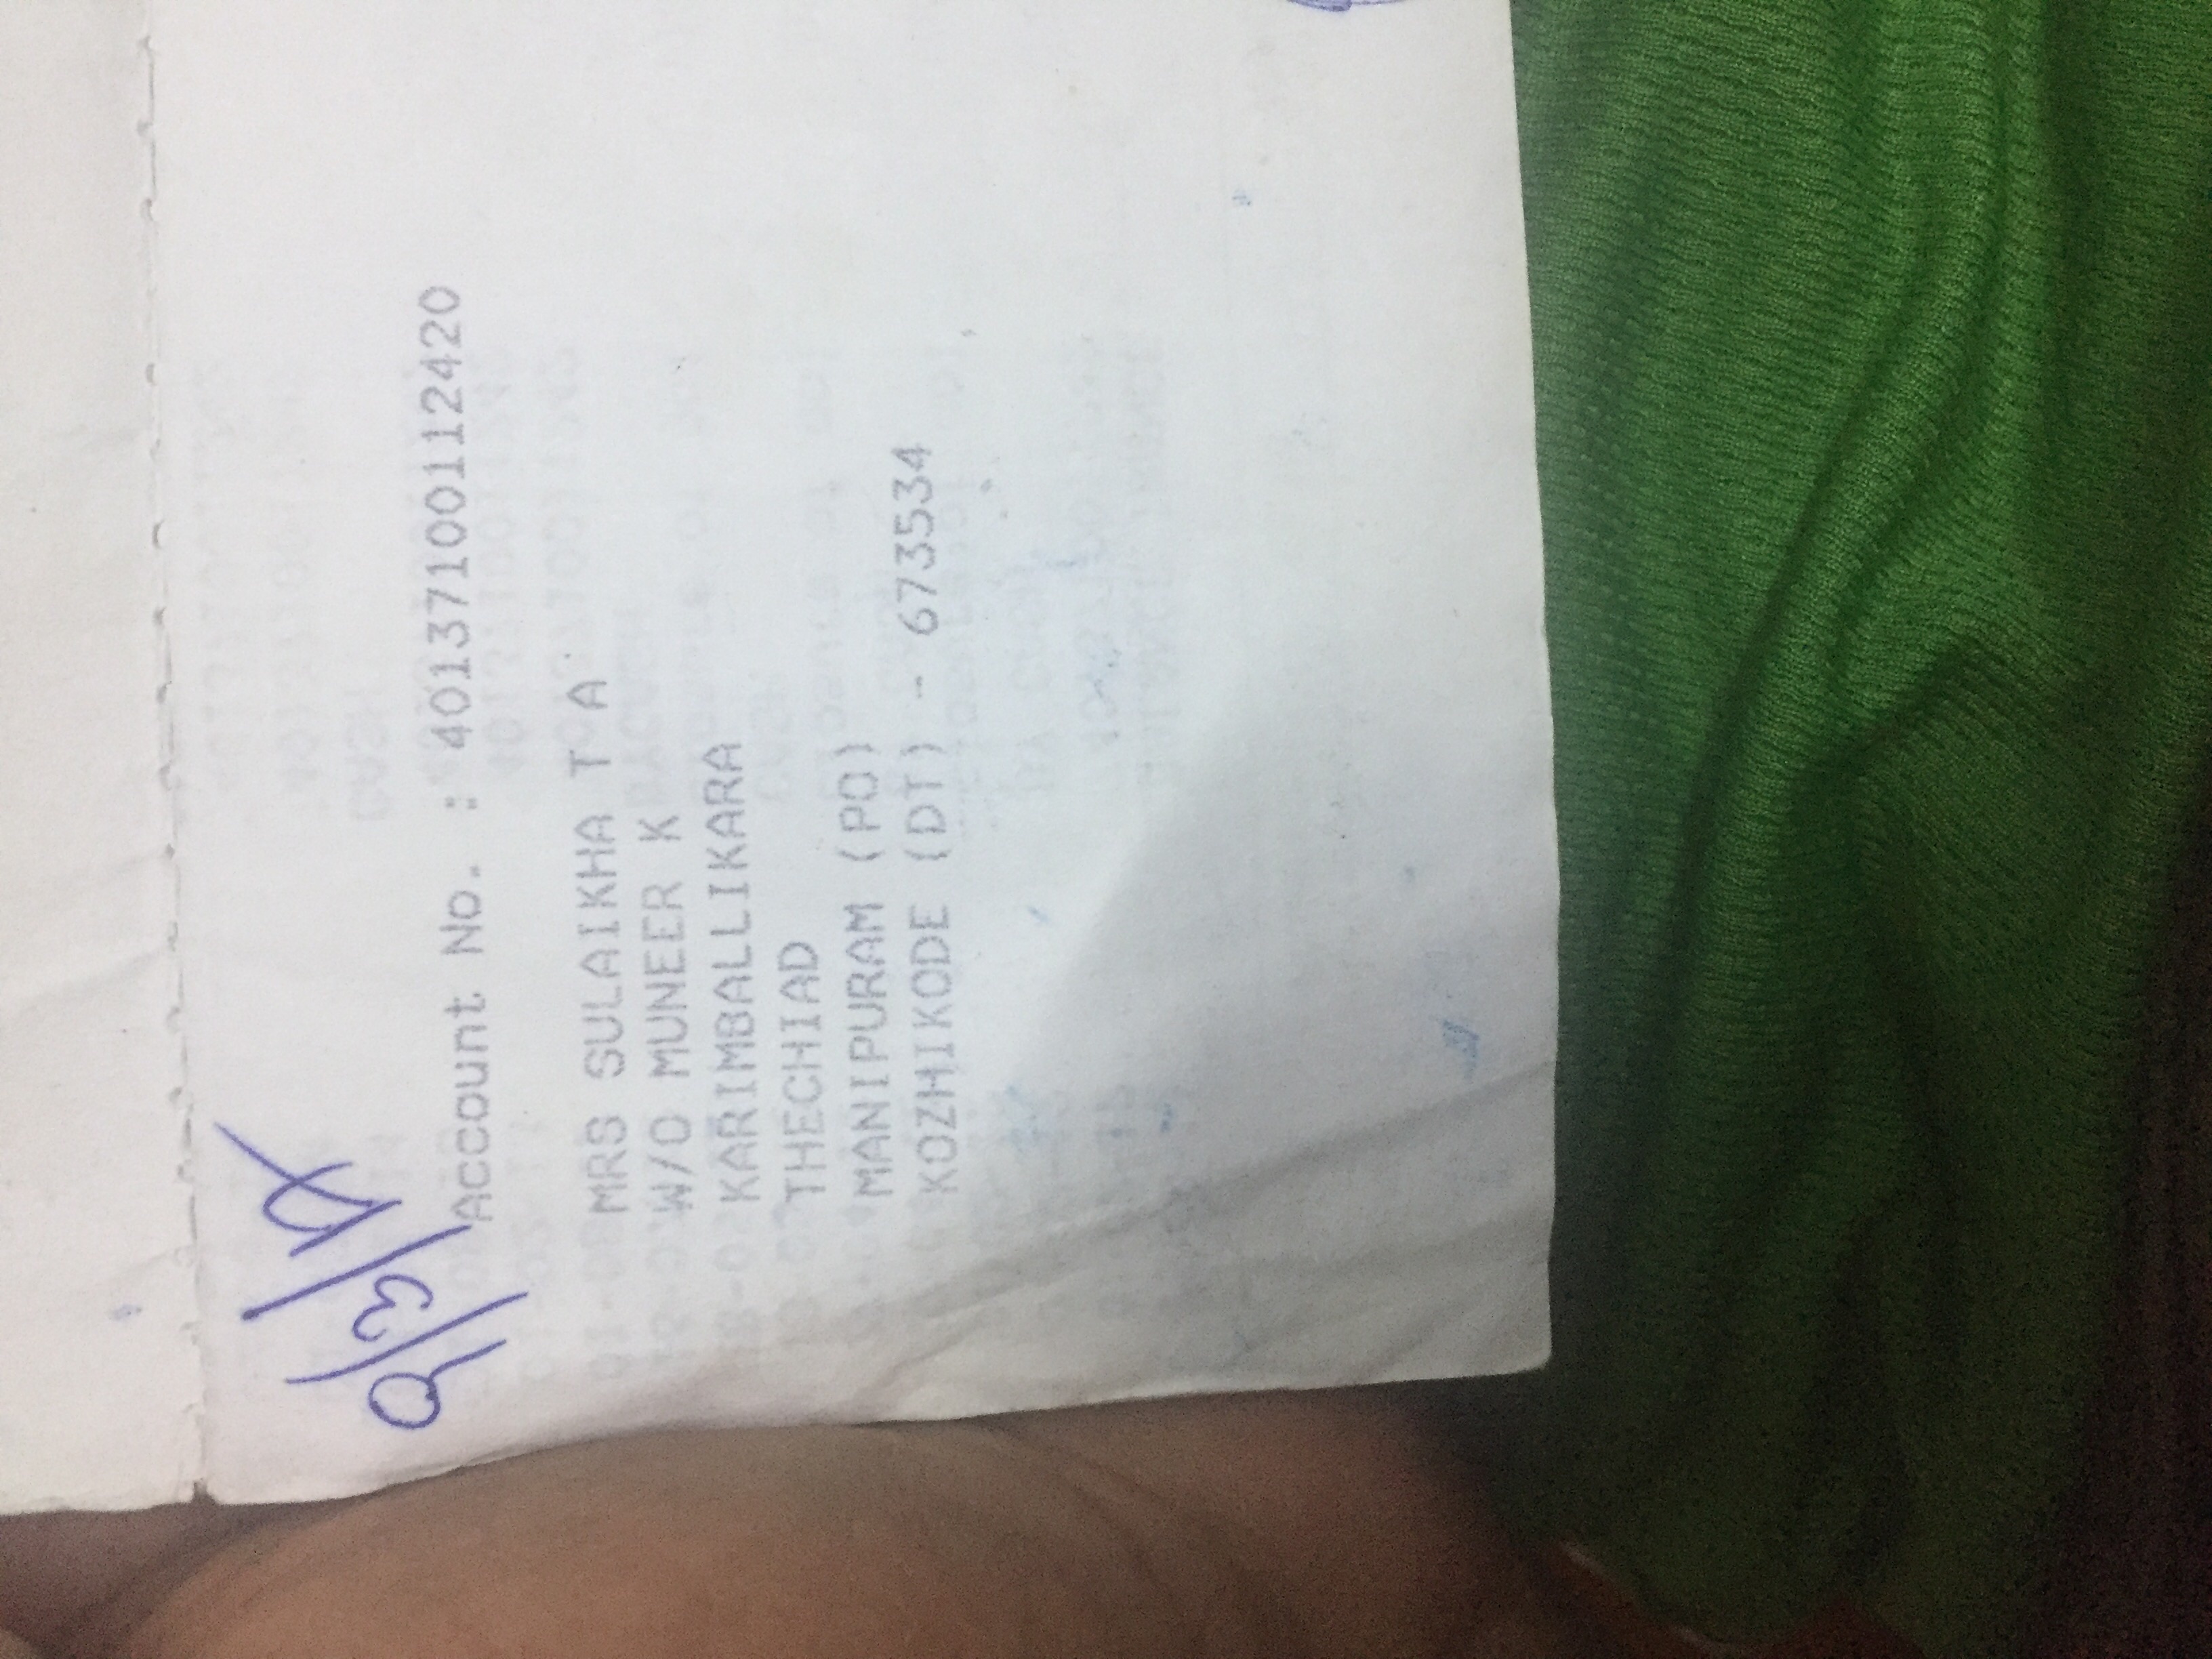 9/3/17
Account No. : 40137100112420
MRS SULAIKHA T A
W/O MUNEER K
KARIMBALLIKARA
THECHIAD
MANIPURAM (PO)
KOZHIKODE (DT) - 673534